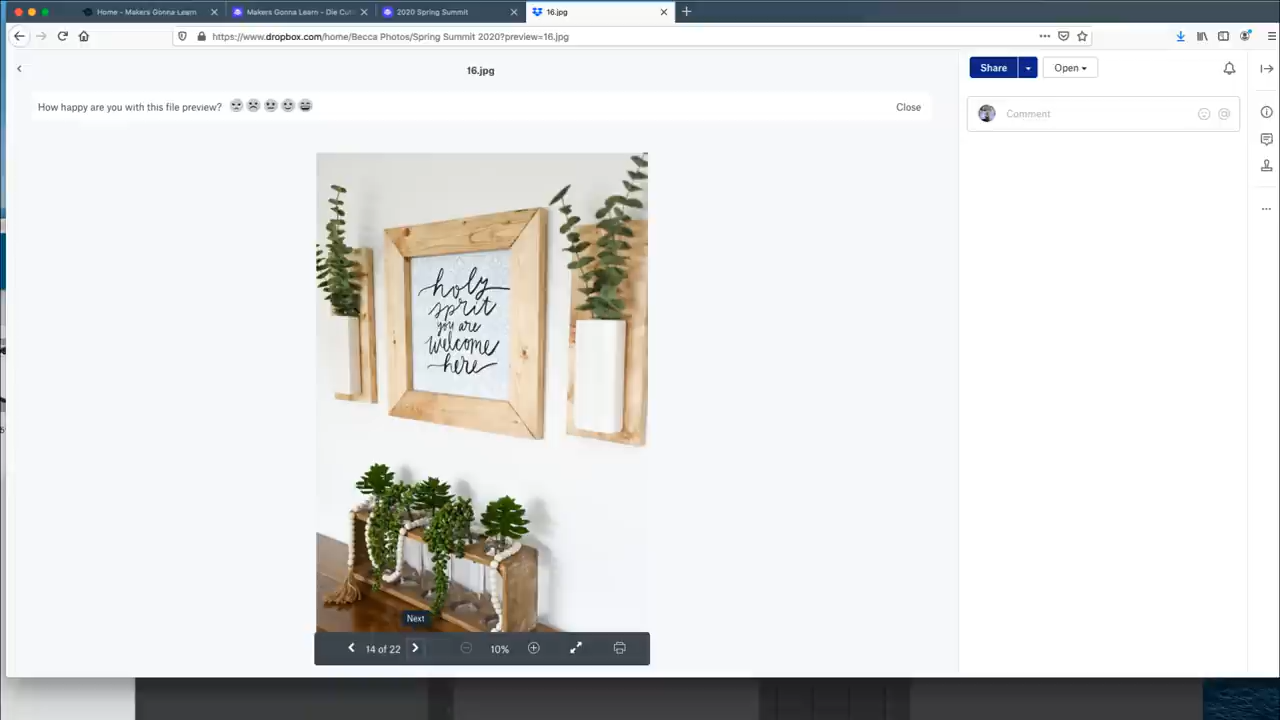 Home - Makers Gonna Learn
Makers Gonna Learn - Die Cutti
2020 Spring Summit
16.jpg
https://www.dropbox.com/home/Becca Photos/Spring Summit 2020?preview=16.jpg
16.jpg
Share
Open
How happy are you with this file preview?
Close
Comment
holy
sprit
you are
welcome
here
Next
14 of 22
10%